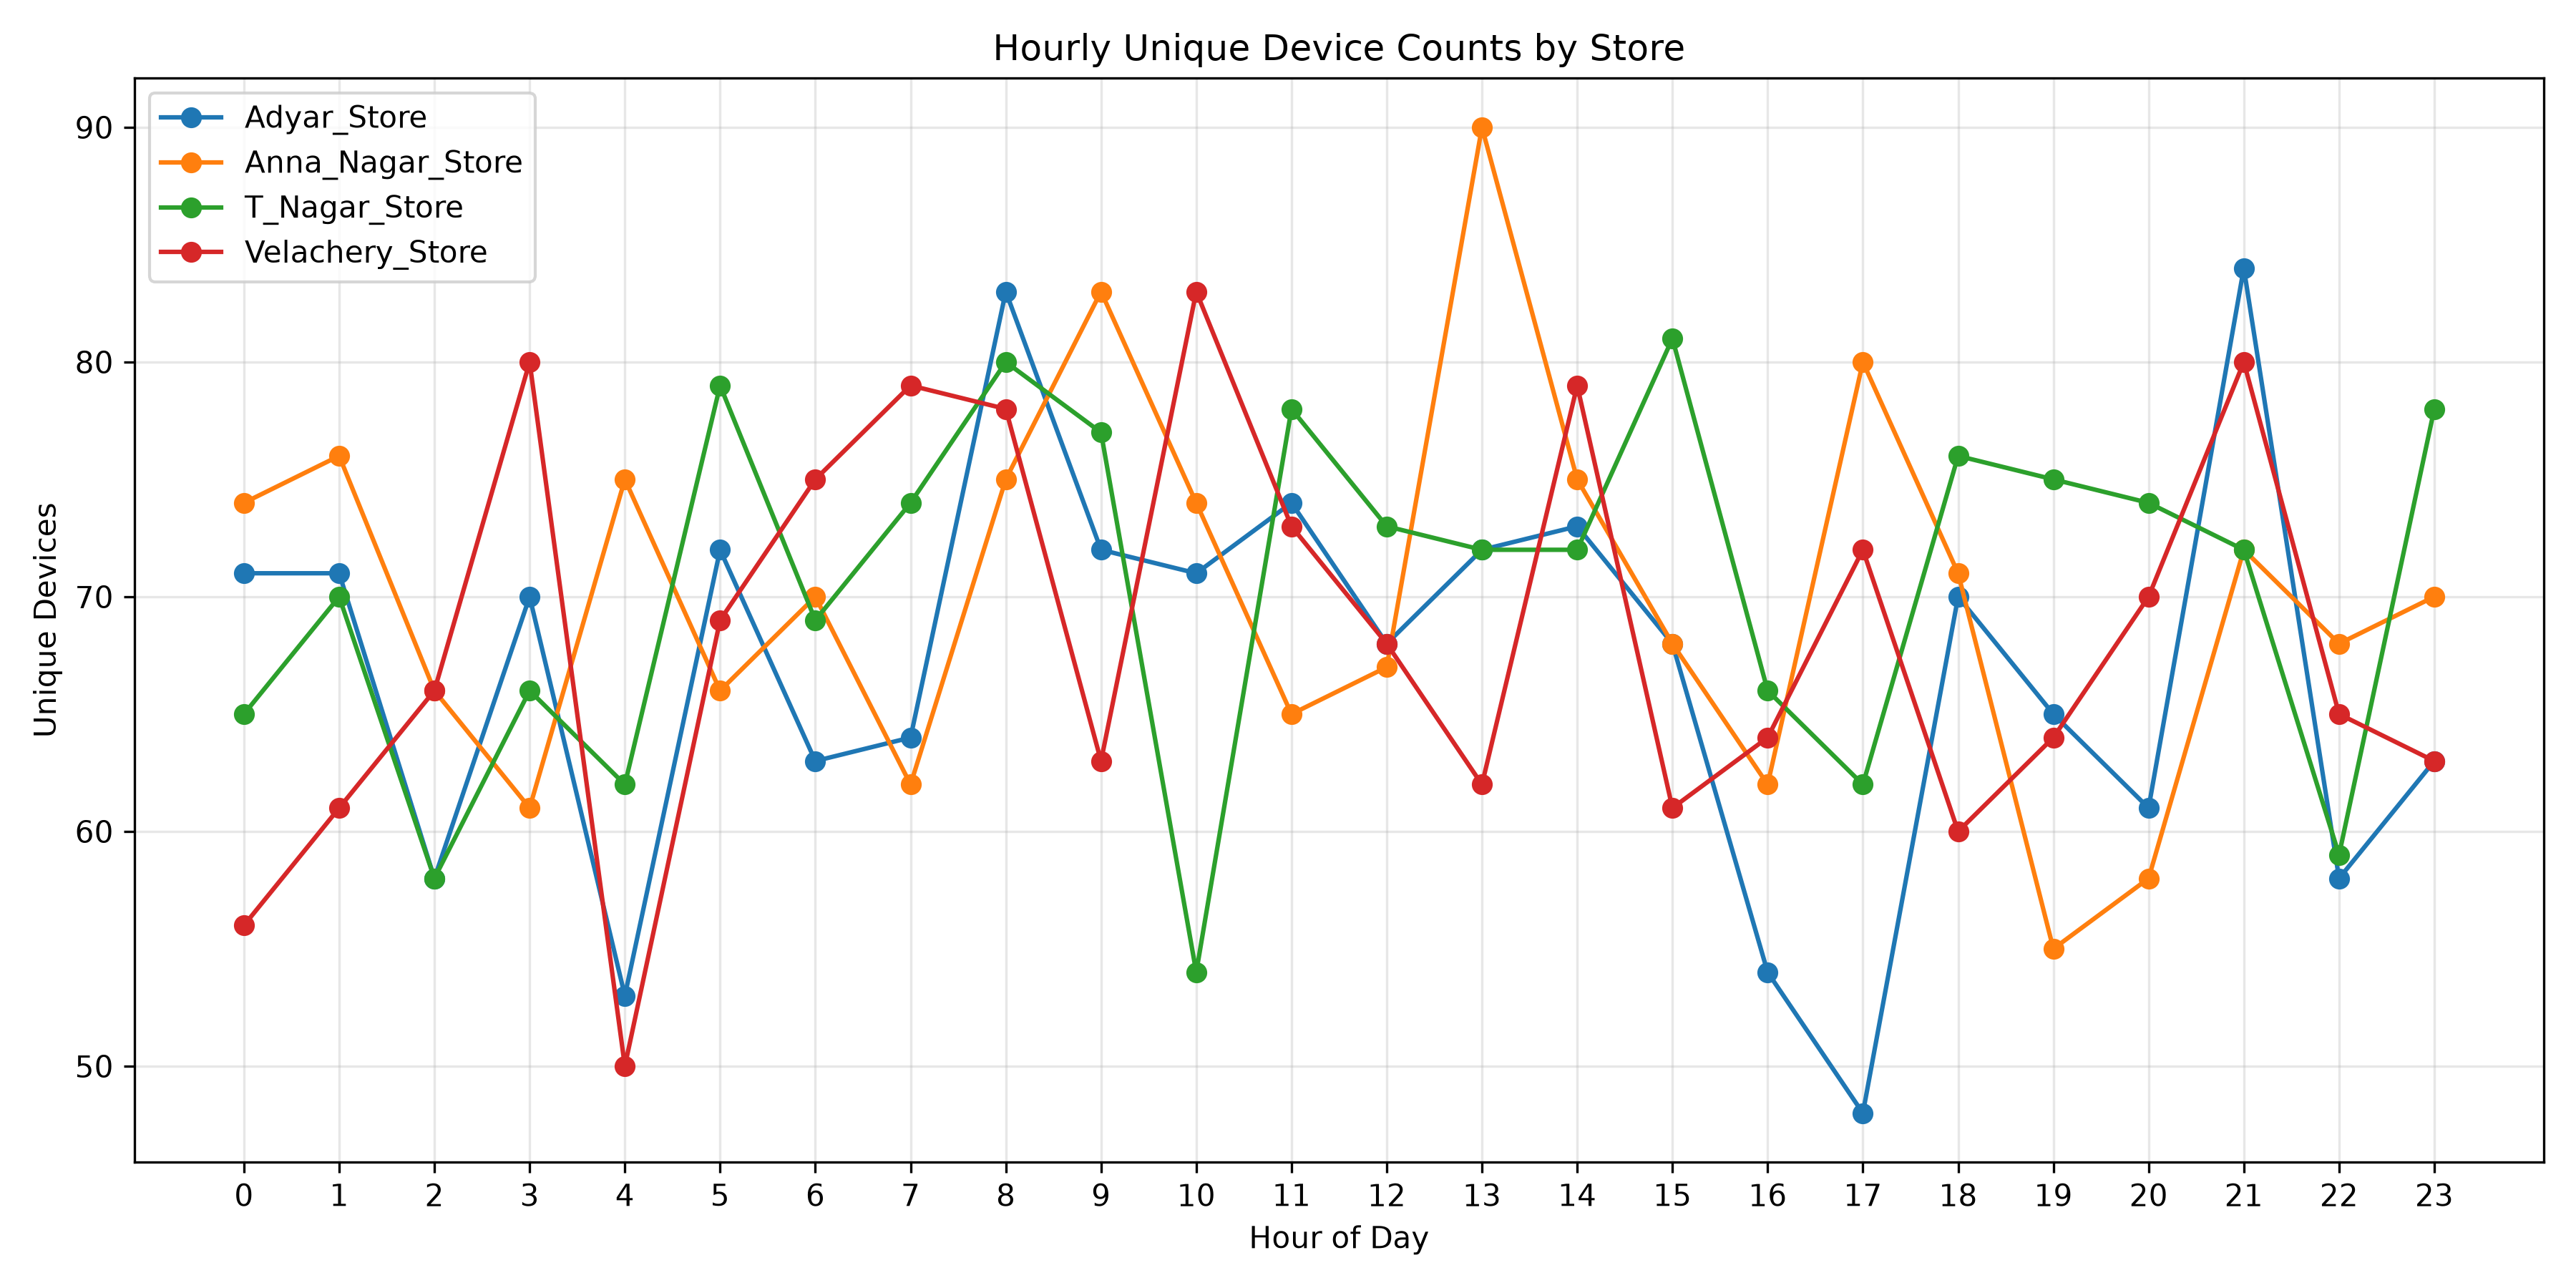 Hourly Unique Device Counts by Store
Adyar_Store
Anna_Nagar_Store
T_Nagar_Store
Velachery_Store
90
80
70
60
50
Unique Devices
0 1 2 3 4 5 6 7 8 9 10 11 12 13 14 15 16 17 18 19 20 21 22 23
Hour of Day